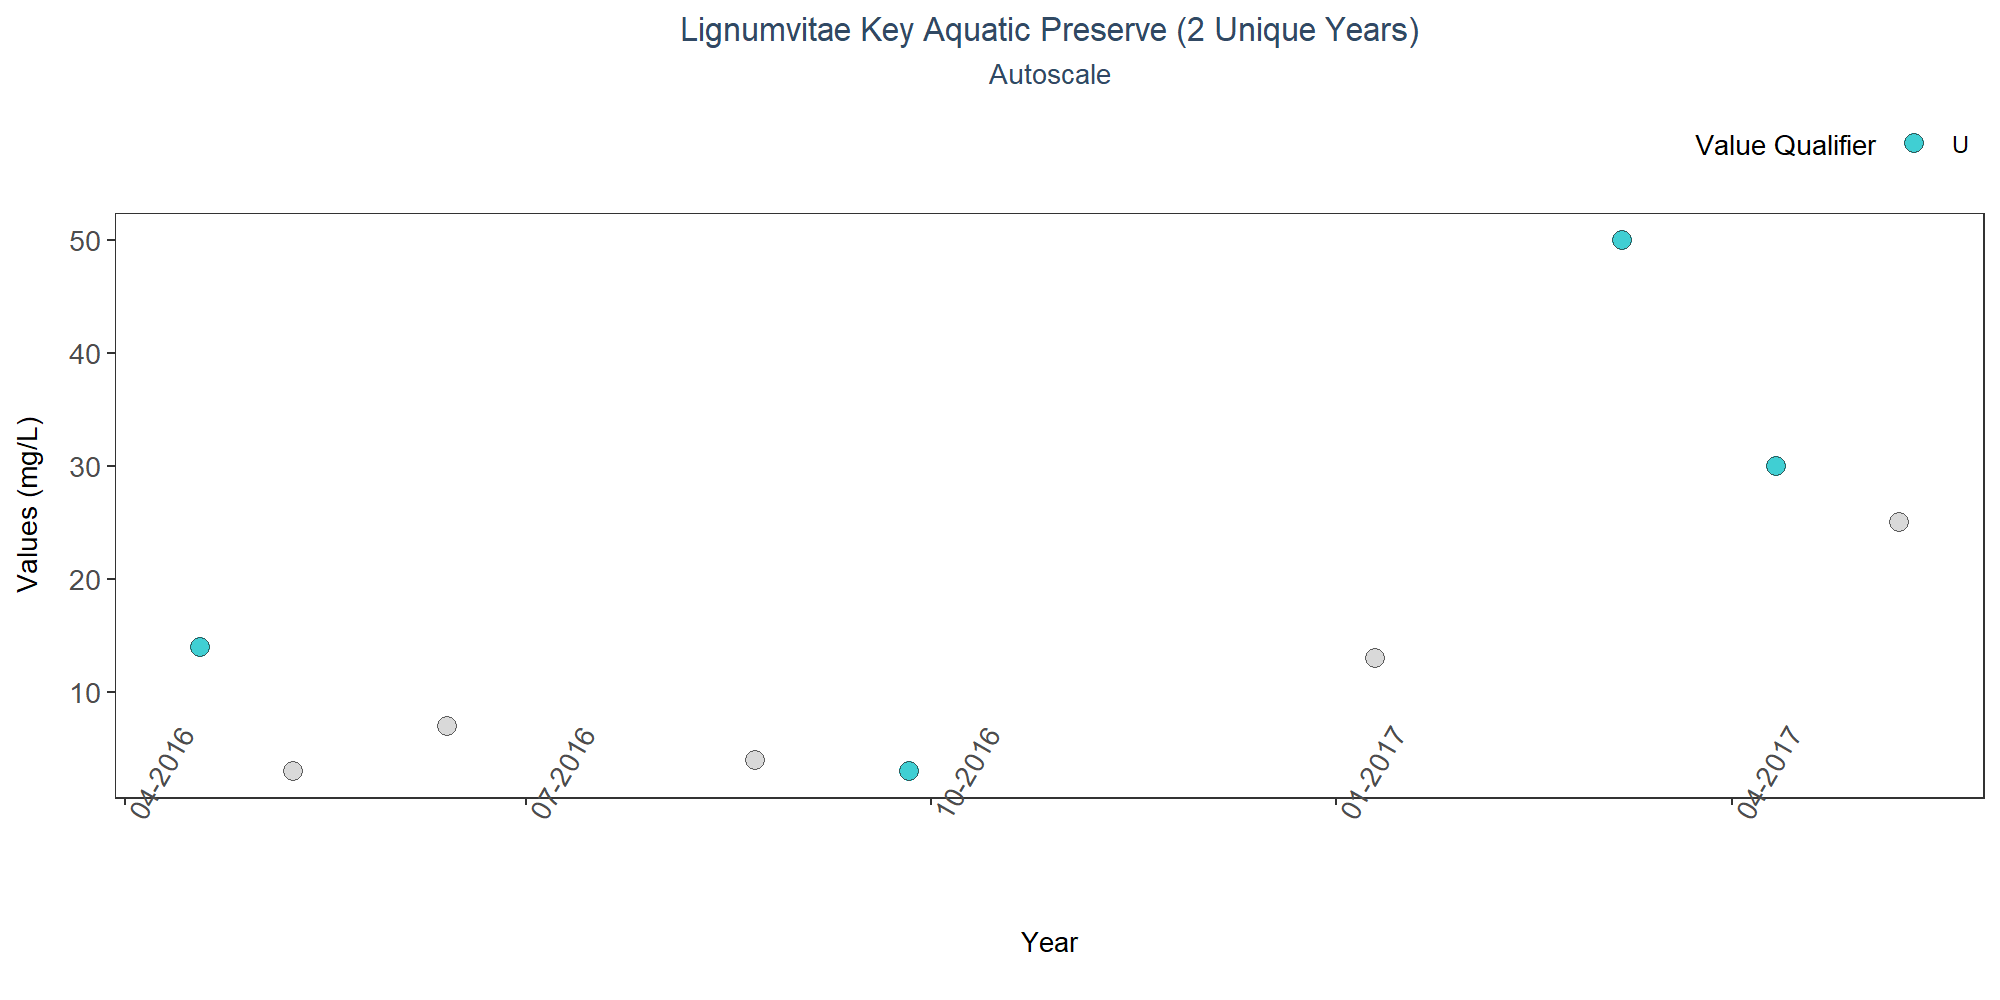 Lignumvitae Key Aquatic Preserve (2 Unique Years)
Autoscale
Value Qualifier U
50
40
30
20
10
Values (mg/L)
04-2016
07-2016
10-2016
01-2017
04-2017
Year